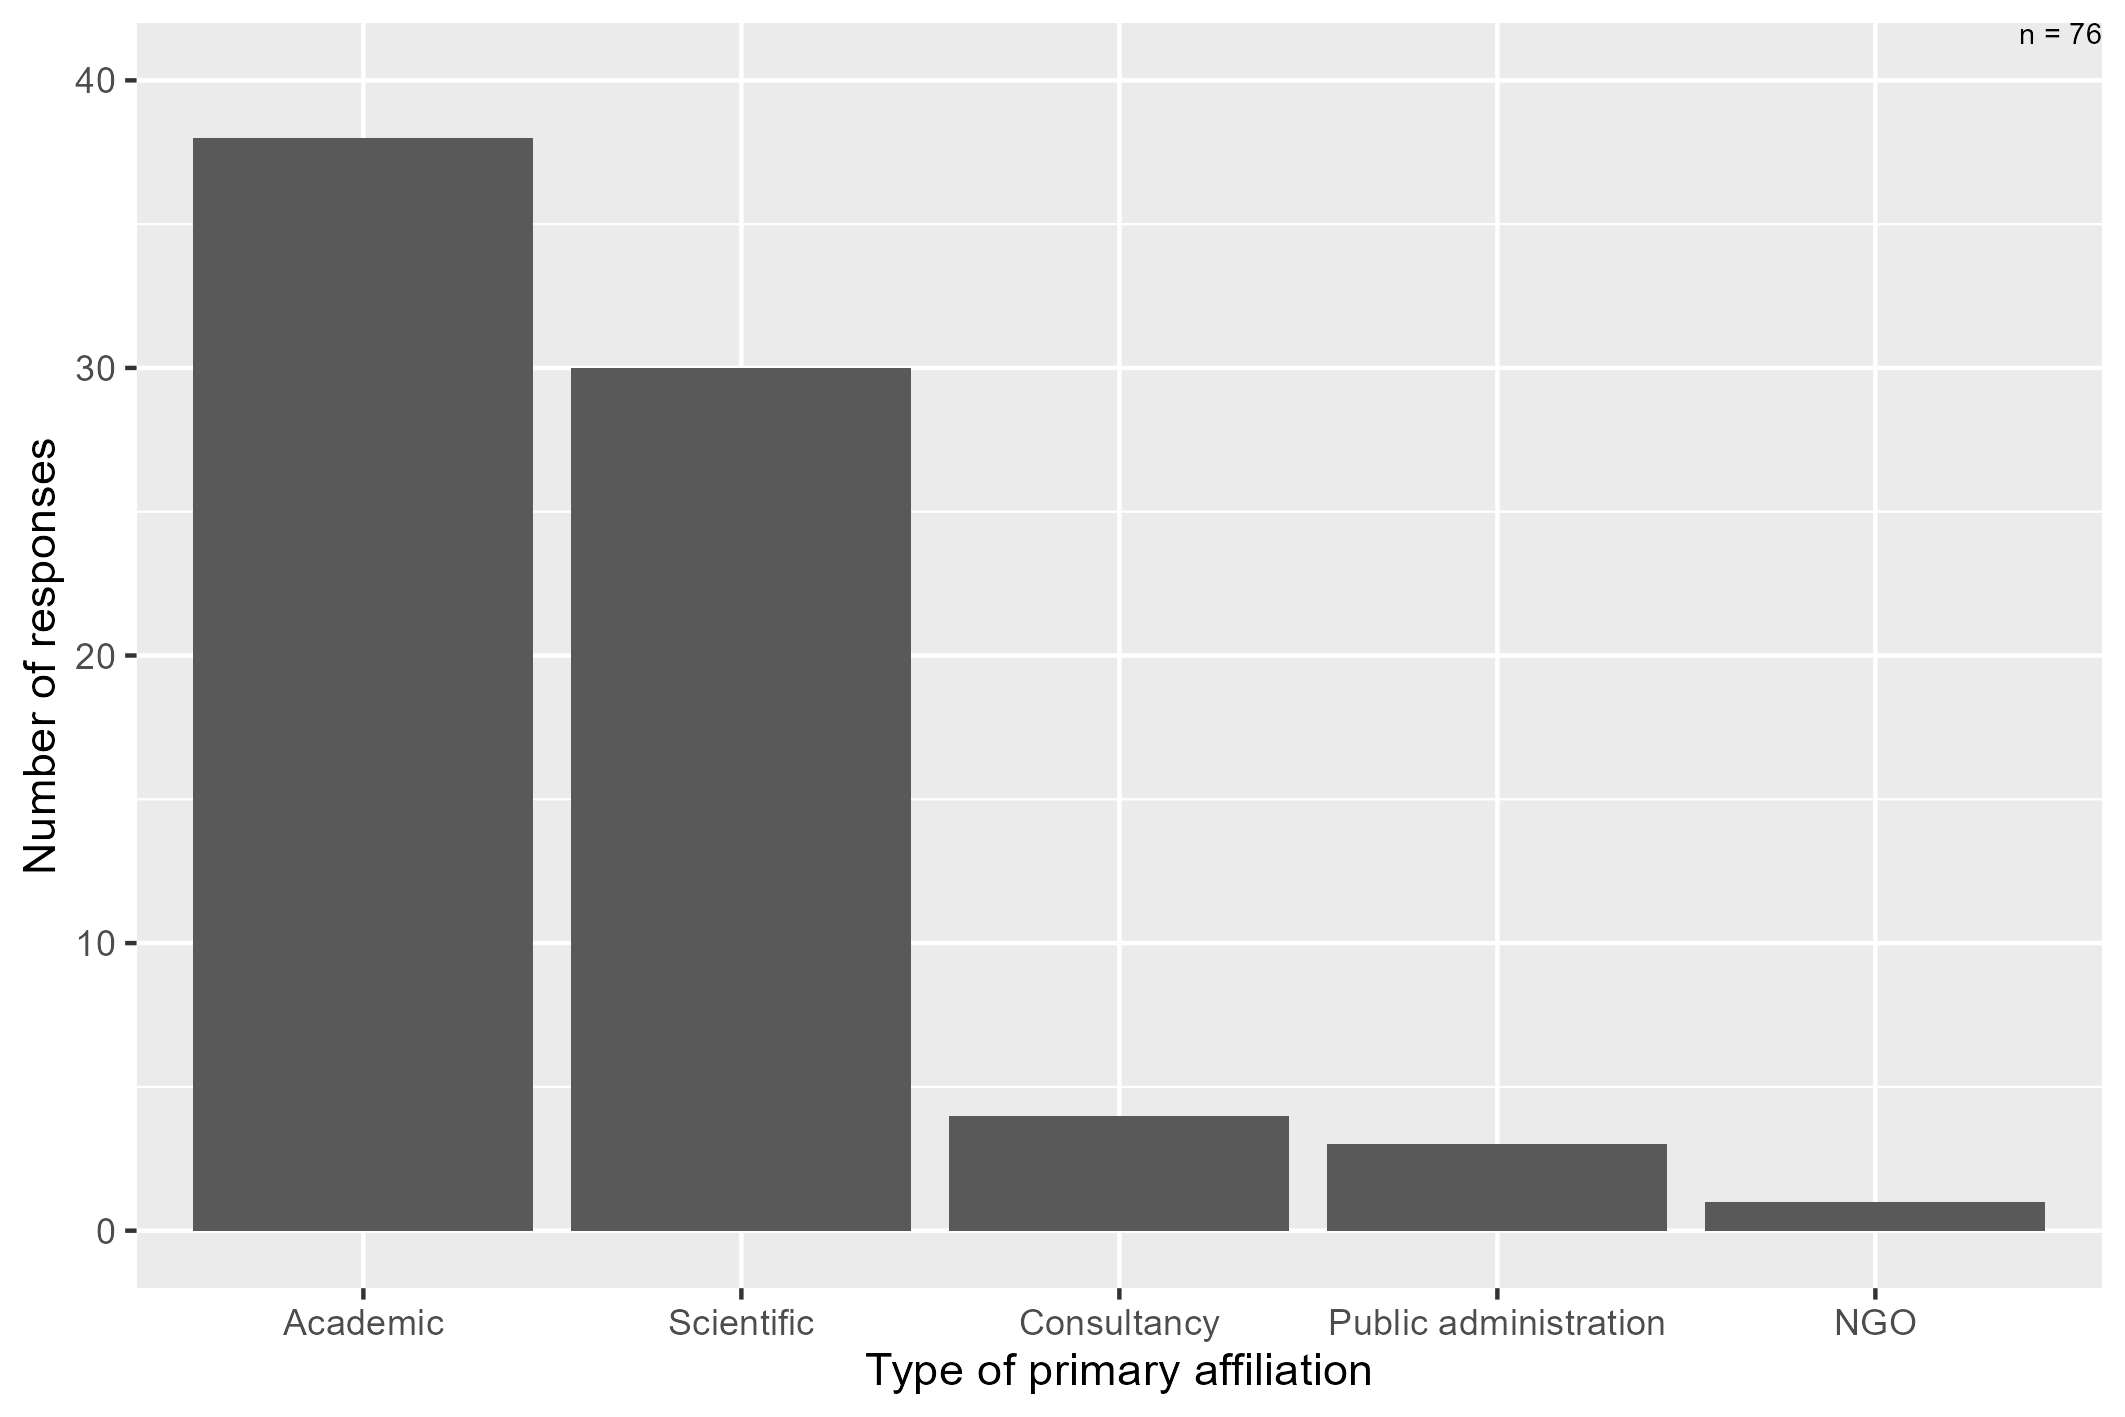 n = 76
40
30
20
10
0
Number of responses
Academic
Scientific
Consultancy
Public administration
NGO
Type of primary affiliation